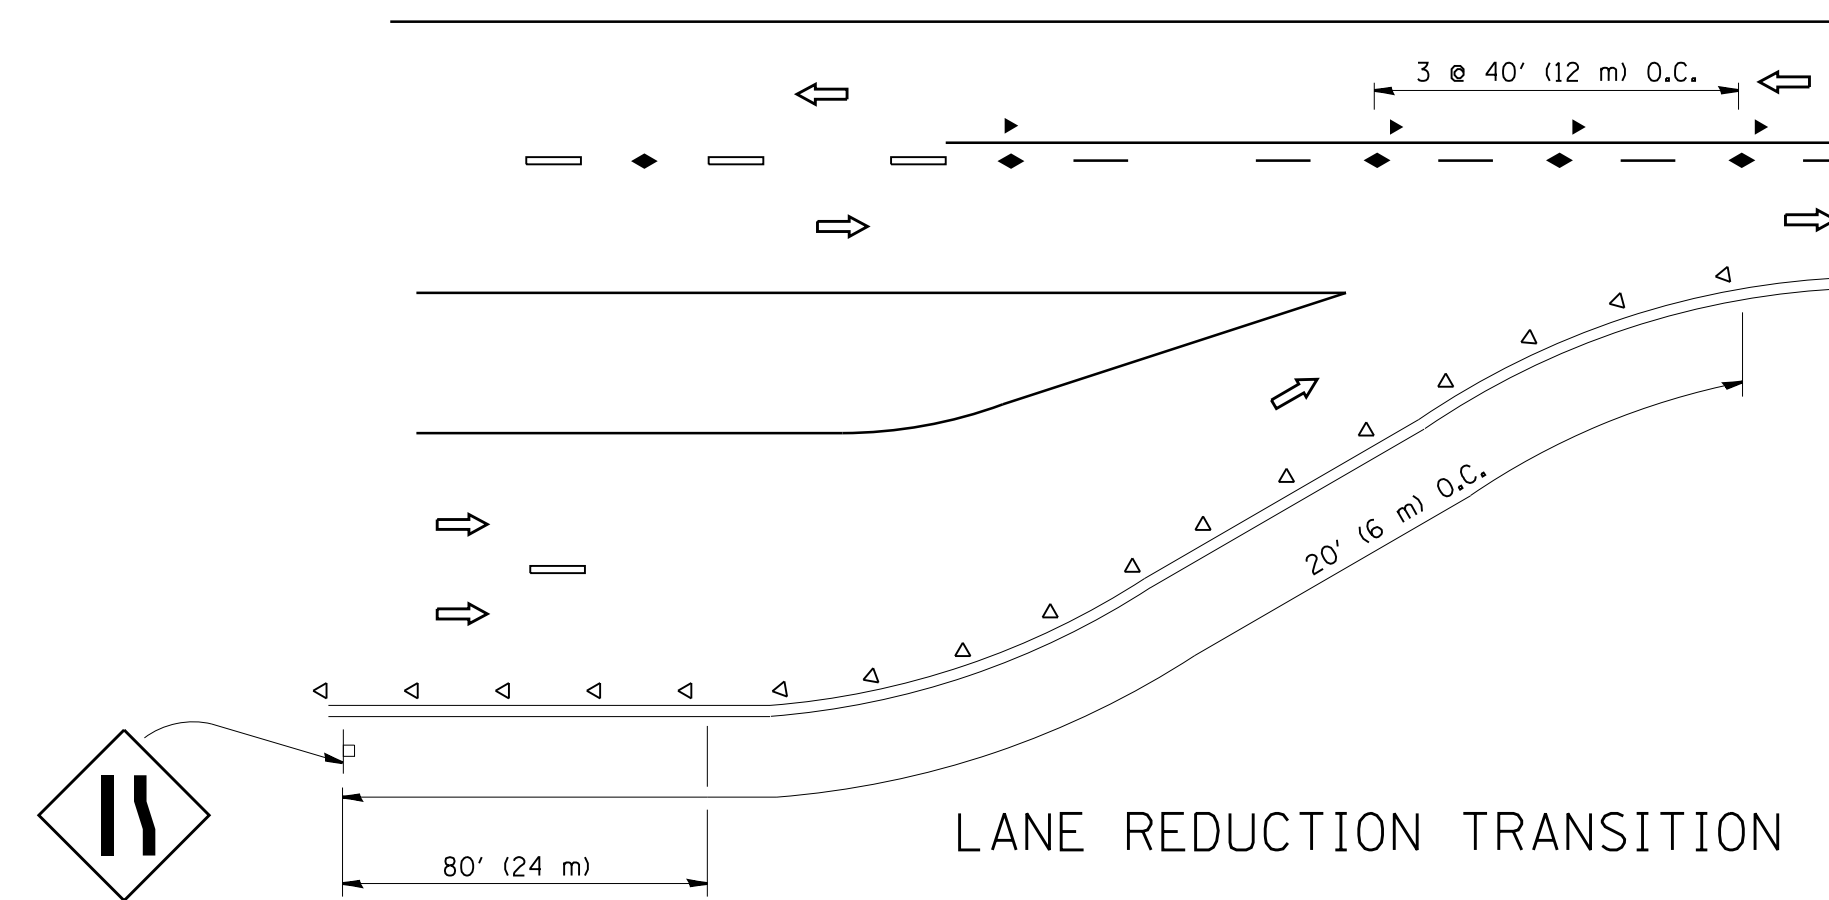 3 @ 40' (12 m) O.C.
20' (6 m) O.C.
80' (24 m)
LANE REDUCTION TRANSITION